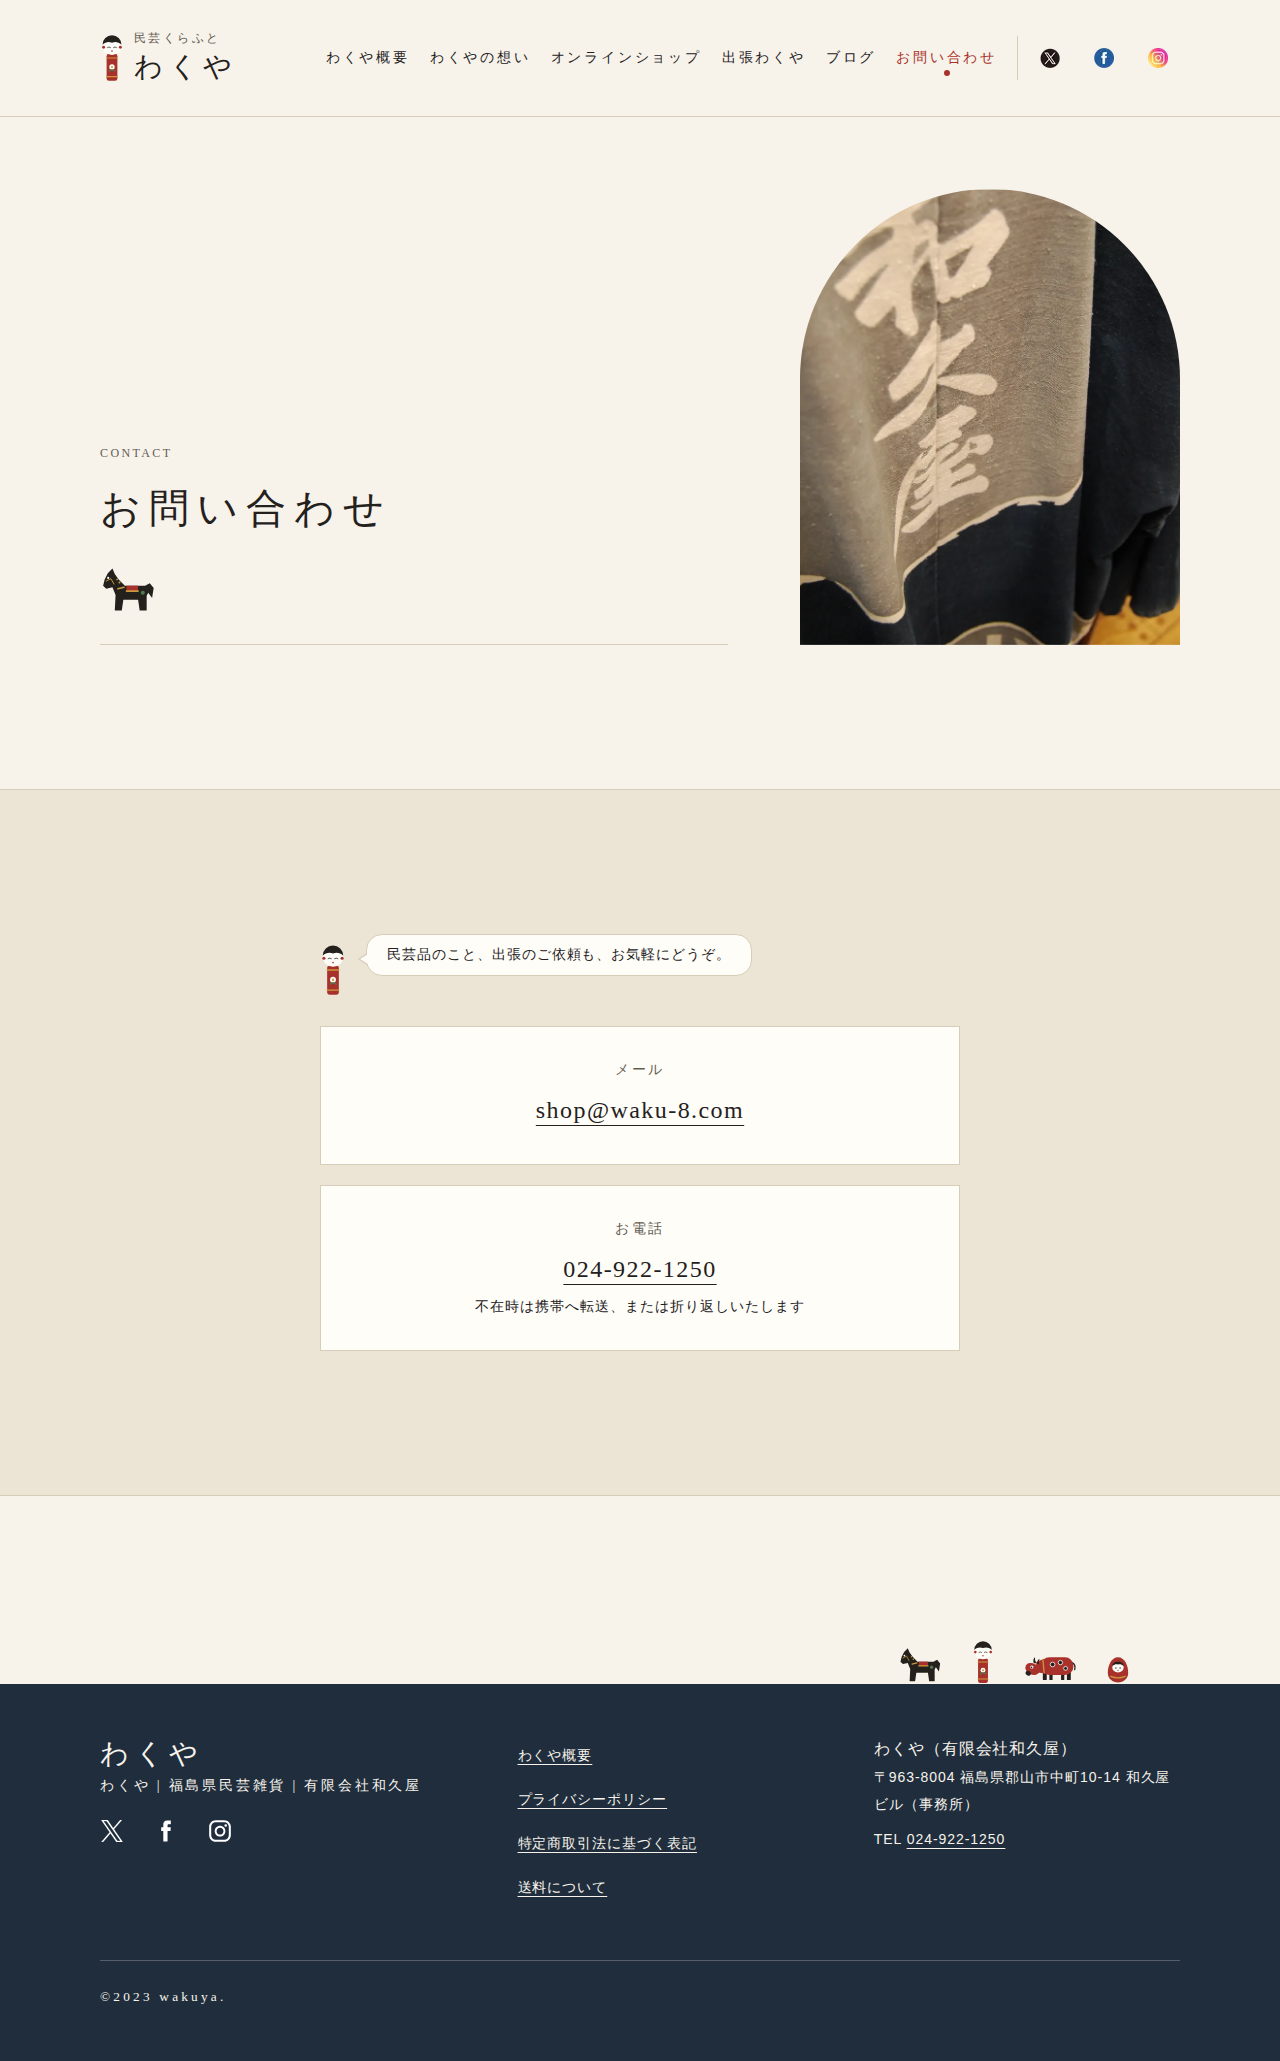 民芸くらふと
わくや
わくや概要 わくやの想い オンラインショップ 出張わくや ブログ お問い合わせ
和久屋
CONTACT
お問い合わせ
民芸品のこと、出張のご依頼も、お気軽にどうぞ。
メール
shop@waku-8.com
お電話
024-922-1250
不在時は携帯へ転送、または折り返しいたします
わくや
わくや｜福島県民芸雑貨｜有限会社和久屋
わくや概要
プライバシーポリシー
特定商取引法に基づく表記
送料について
わくや（有限会社和久屋）
〒963-8004 福島県郡山市中町10-14 和久屋
ビル（事務所）
TEL 024-922-1250
©2023 wakuya.